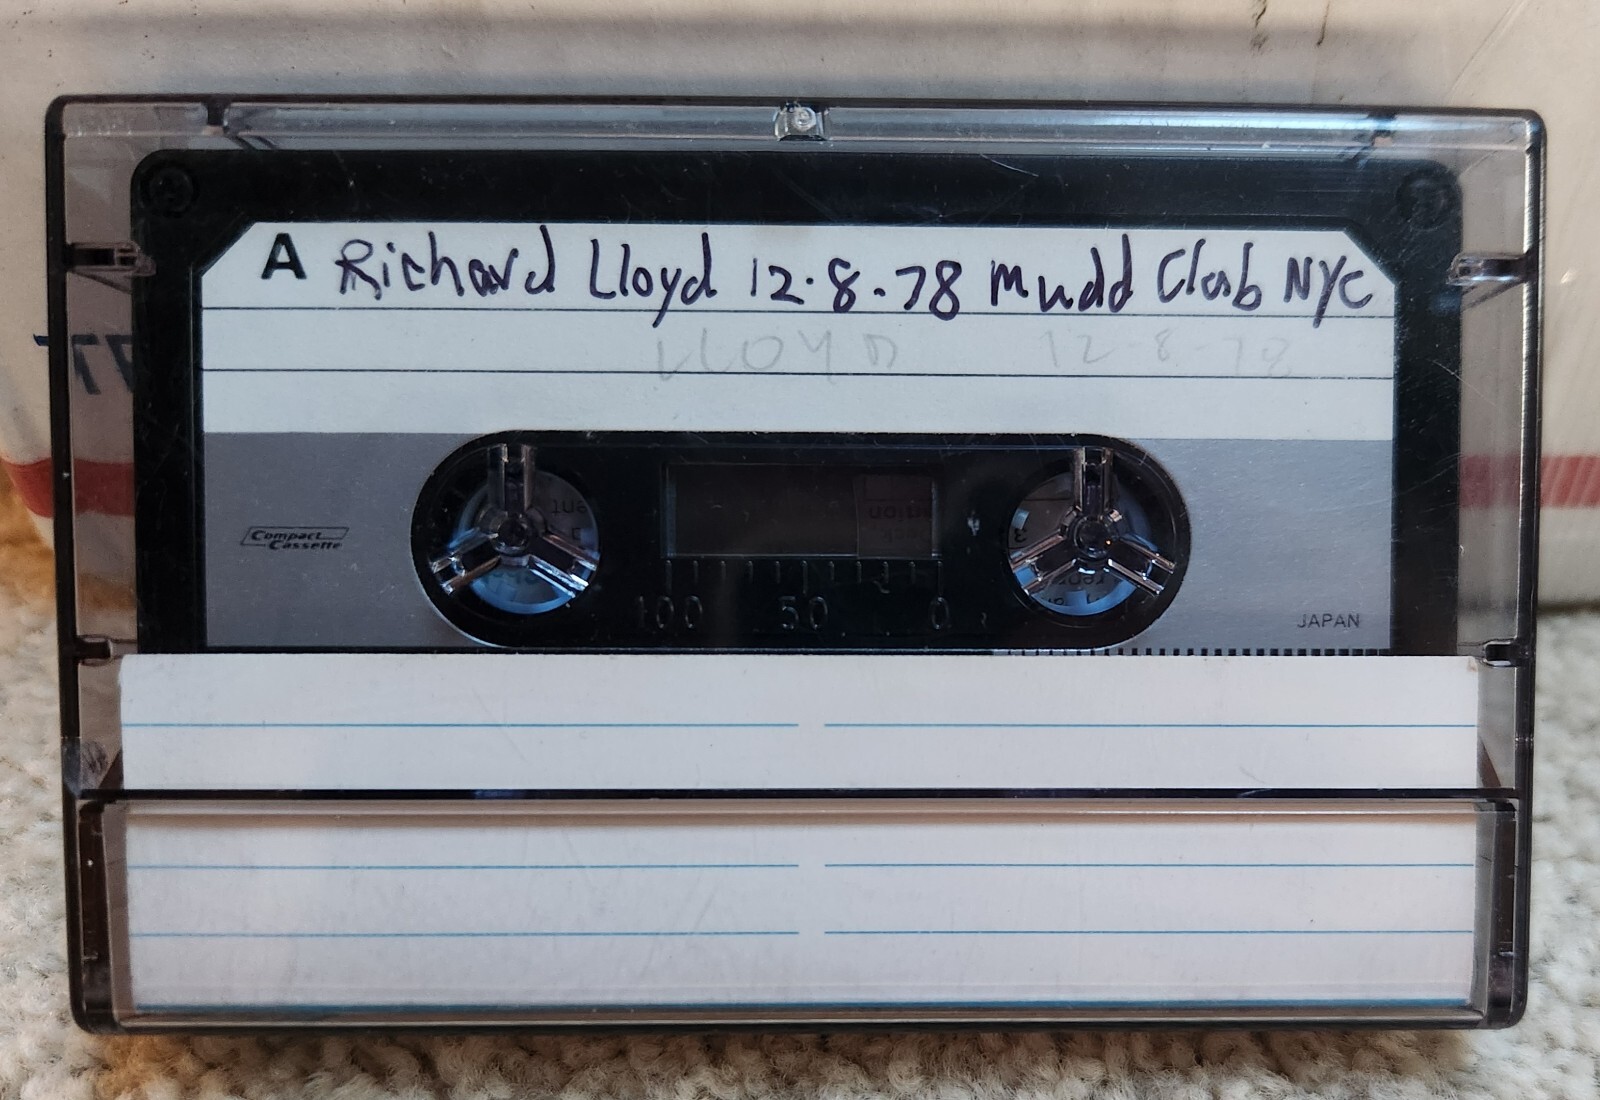 A Richard Lloyd 12·8·78 Mudd Club NYC
LLOYD 12-8-78
Compact
Cassette
100 50 0
JAPAN